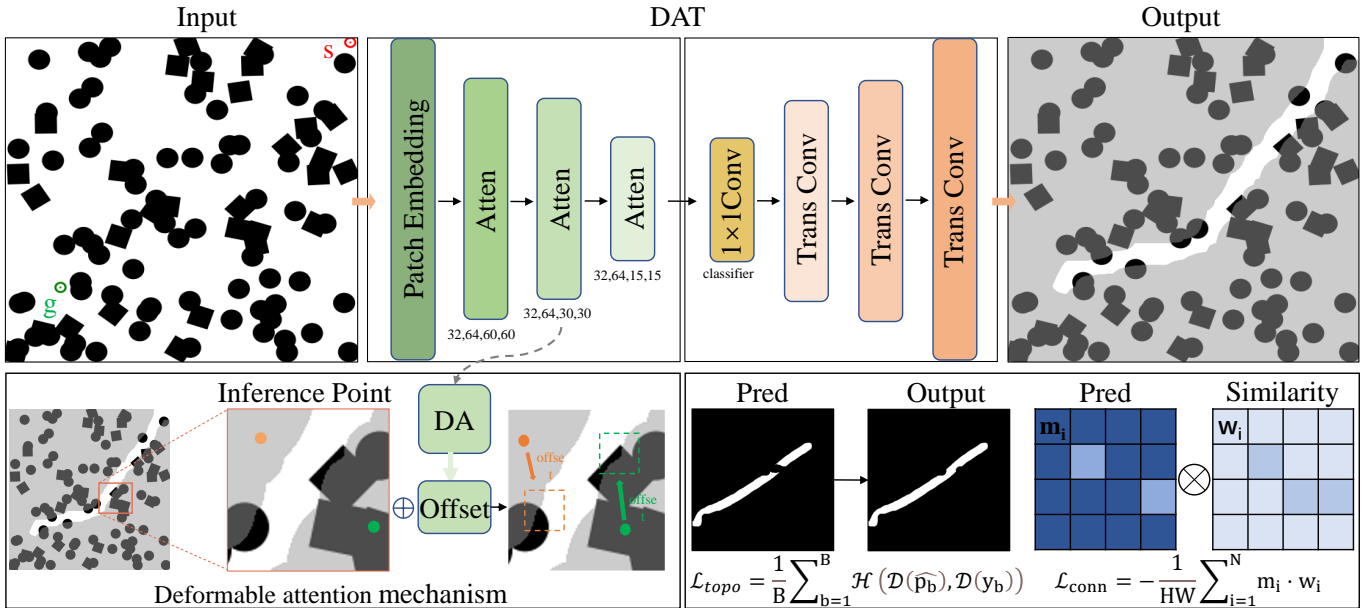 Input
DAT
Output
s
g
Patch Embedding
Atten
Atten
Atten
1×1Conv
Trans Conv
Trans Conv
Trans Conv
32,64,60,60
32,64,30,30
32,64,15,15
classifier
Inference Point
DA
Offset
offse
t
offse
t
Deformable attention mechanism
Pred
Output
Pred
Similarity
m_i
w_i
ℒ_topo = 1/B ∑_{b=1}^{B} ℋ (𝒟(p̂_b), 𝒟(y_b))
ℒ_conn = − 1/HW ∑_{i=1}^{N} m_i · w_i